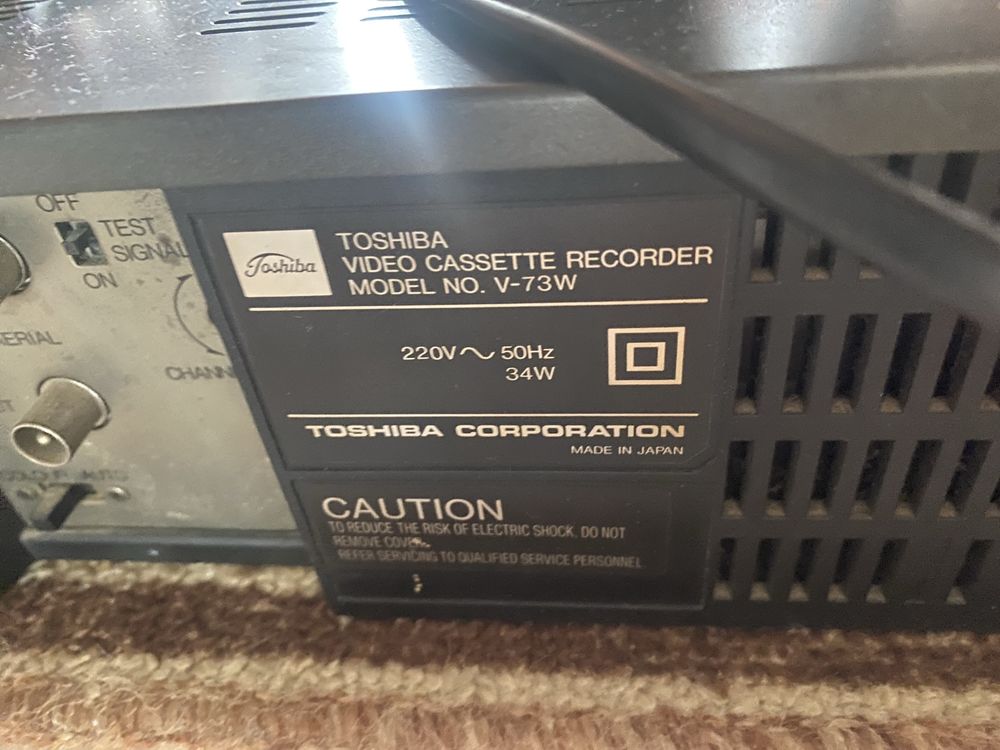 OFF
TEST
SIGNAL
ON
Toshiba
TOSHIBA
VIDEO CASSETTE RECORDER
MODEL NO. V-73W
220V~ 50Hz
34W
TOSHIBA CORPORATION
MADE IN JAPAN
CAUTION
TO REDUCE THE RISK OF ELECTRIC SHOCK, DO NOT
REMOVE COVER.
REFER SERVICING TO QUALIFIED SERVICE PERSONNEL